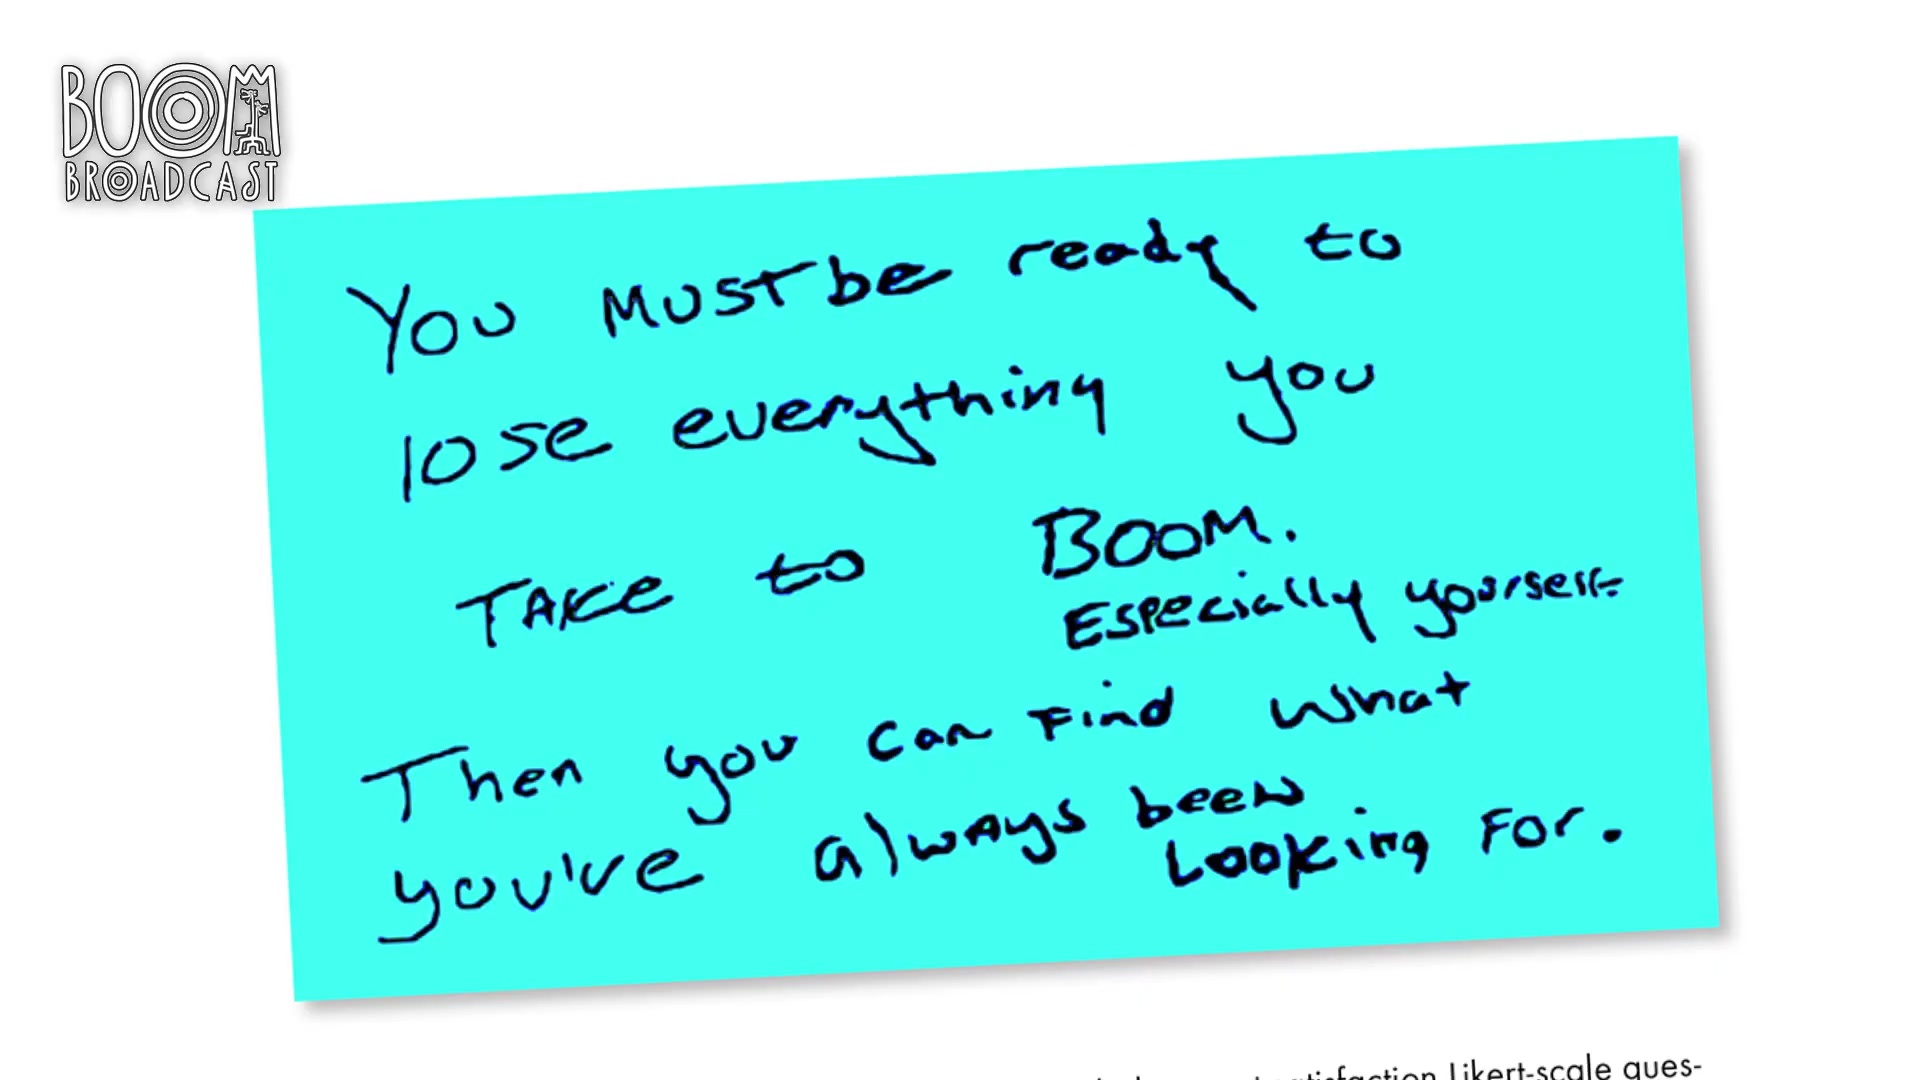 BOOM
BROADCAST
You must be ready to
lose everything you
Take to BOOM.
Especially yourself
Then you can find what
you've always been
Looking for.
satisfaction Likert-scale ques-